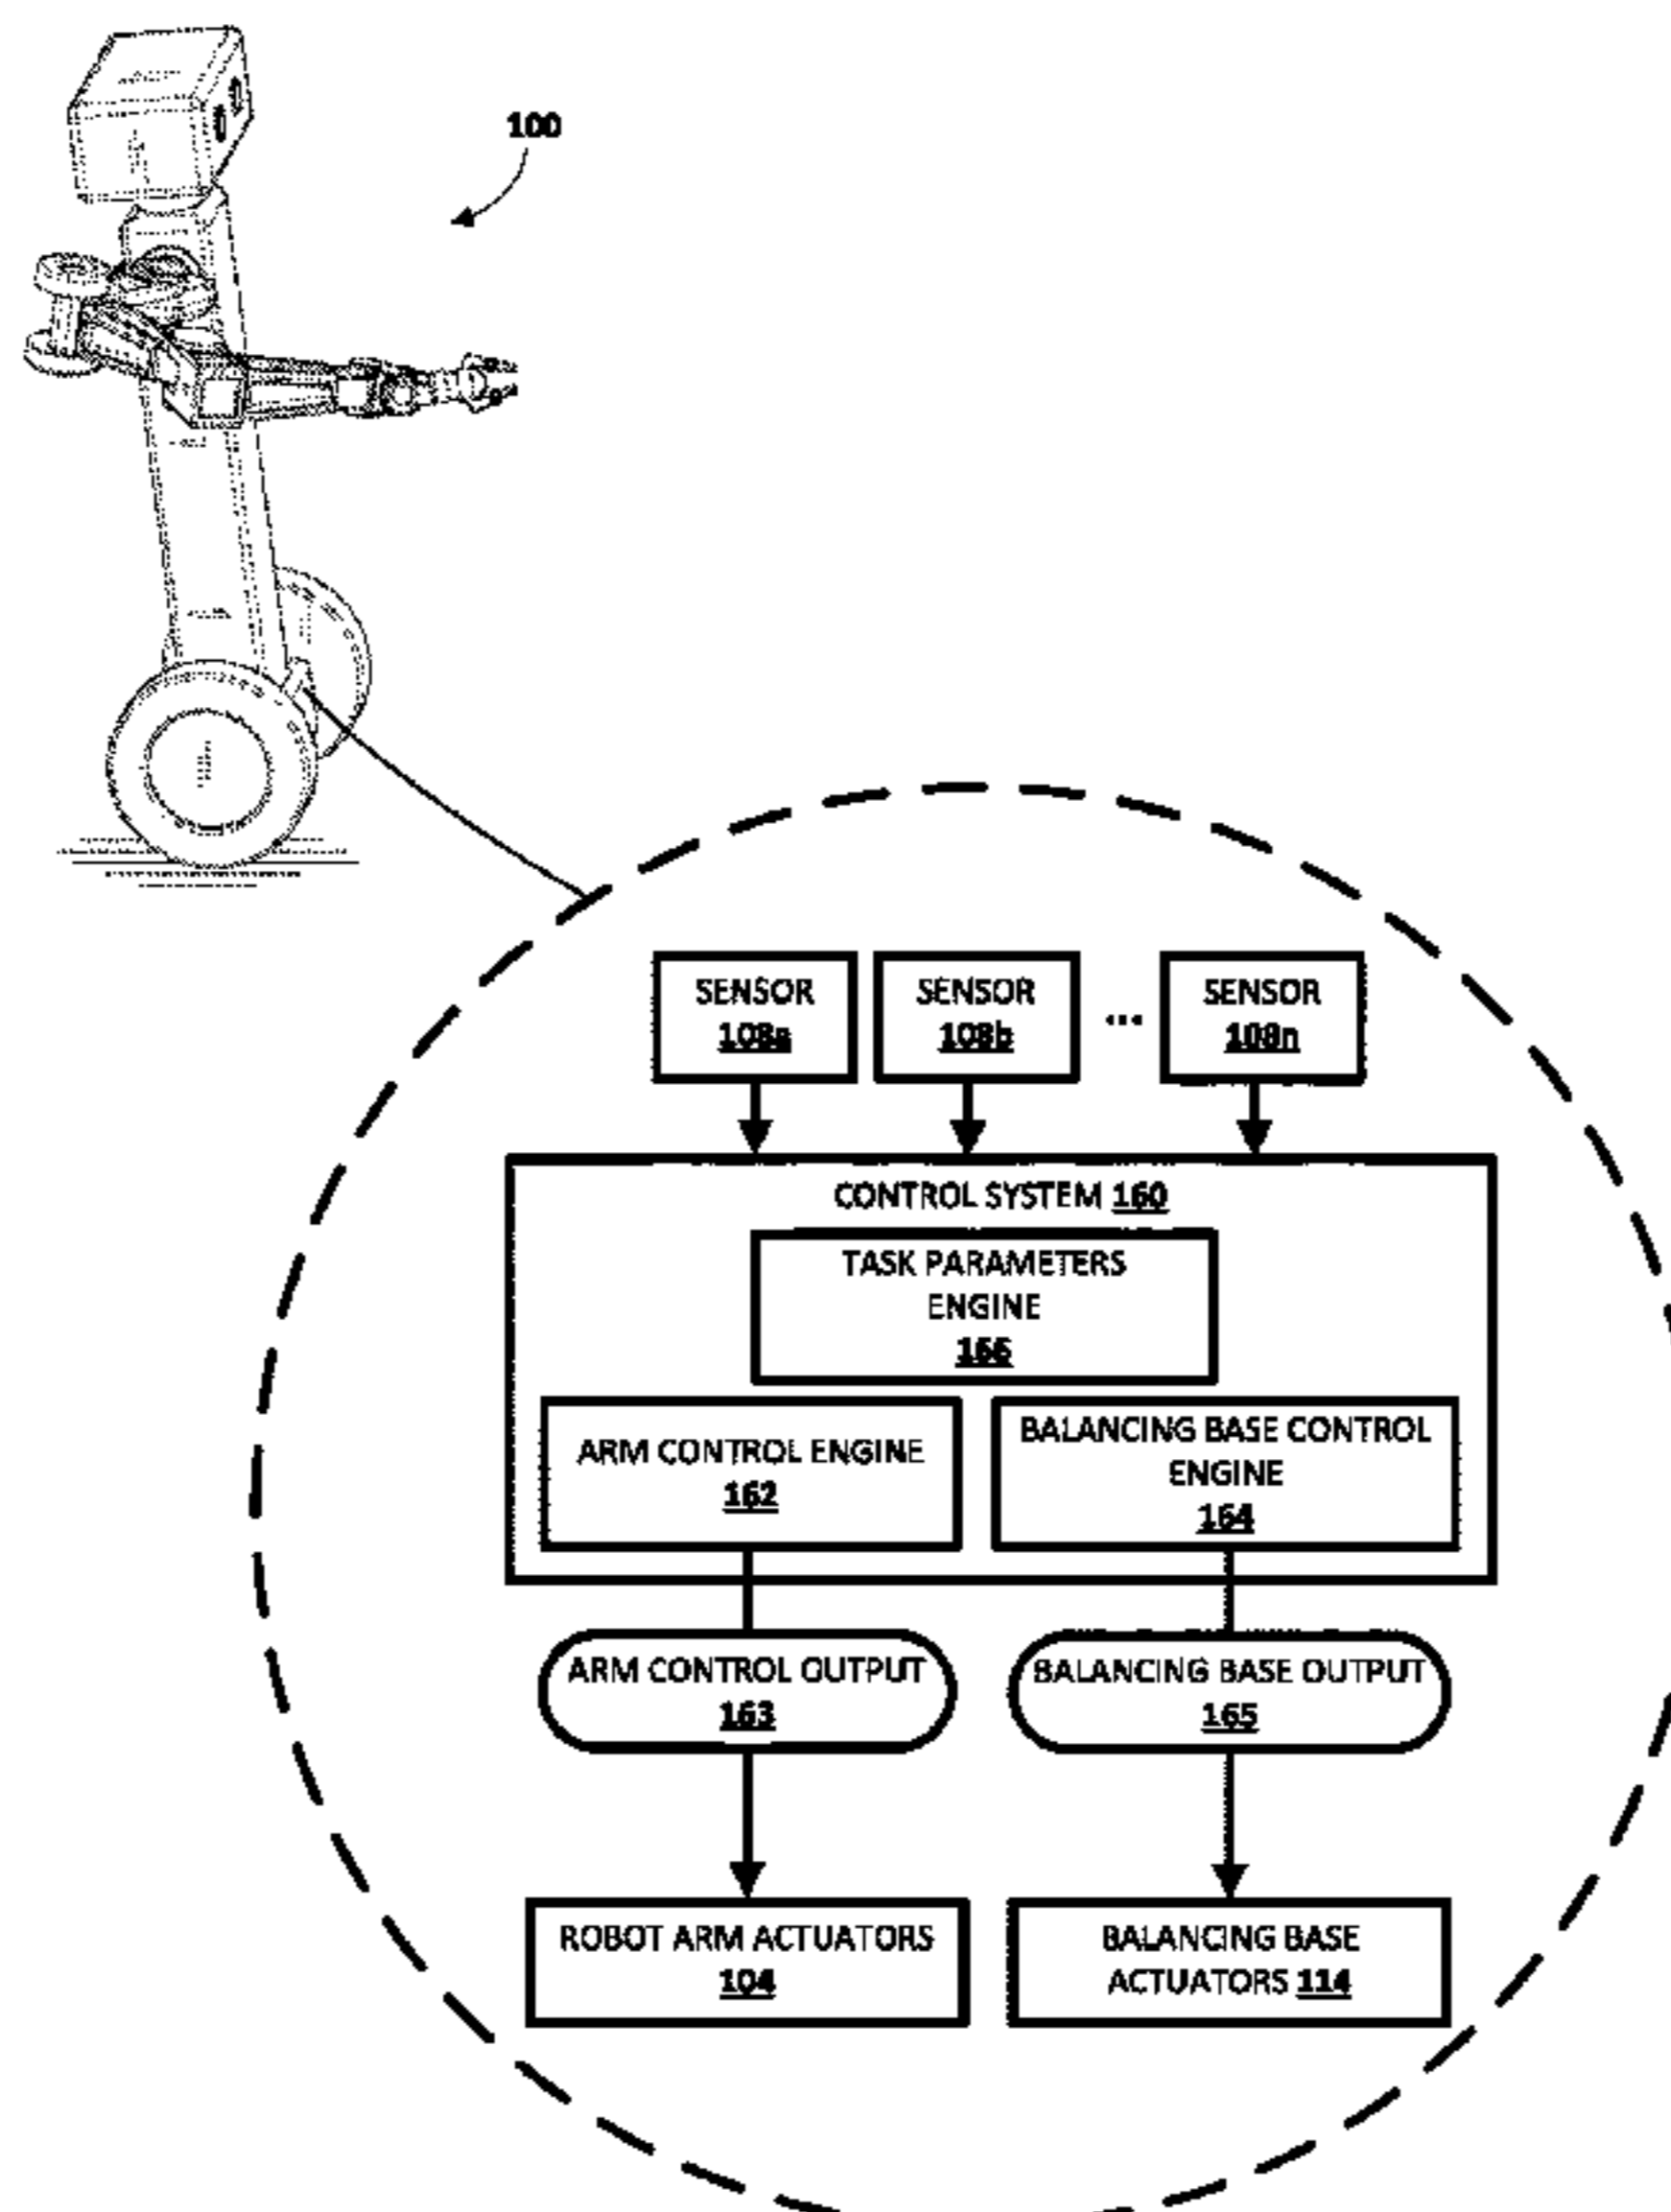 100
SENSOR
108a
SENSOR
108b
...
SENSOR
108n
CONTROL SYSTEM 160
TASK PARAMETERS
ENGINE
166
ARM CONTROL ENGINE
162
BALANCING BASE CONTROL
ENGINE
164
ARM CONTROL OUTPUT
163
BALANCING BASE OUTPUT
165
ROBOT ARM ACTUATORS
104
BALANCING BASE
ACTUATORS 114